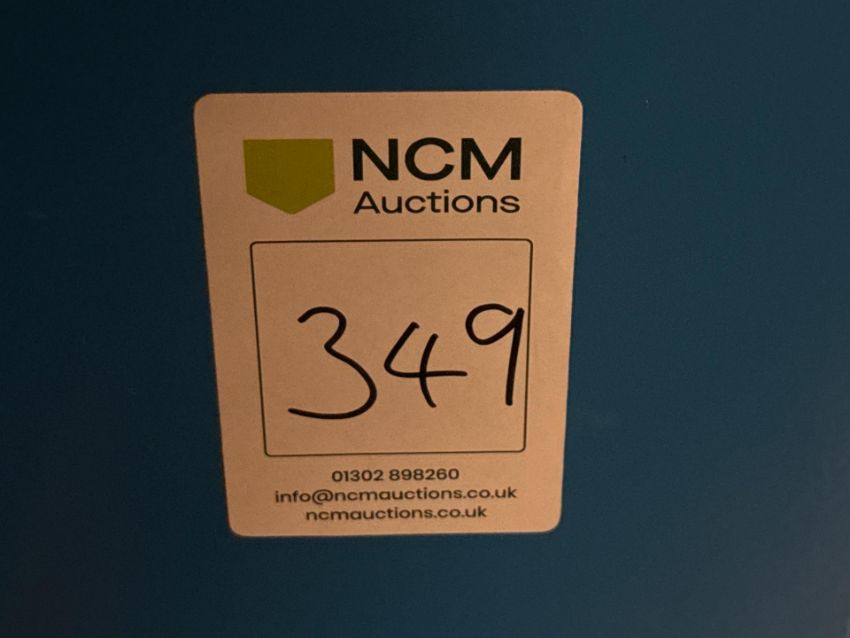 NCM
Auctions
349
01302 898260
info@ncmauctions.co.uk
ncmauctions.co.uk